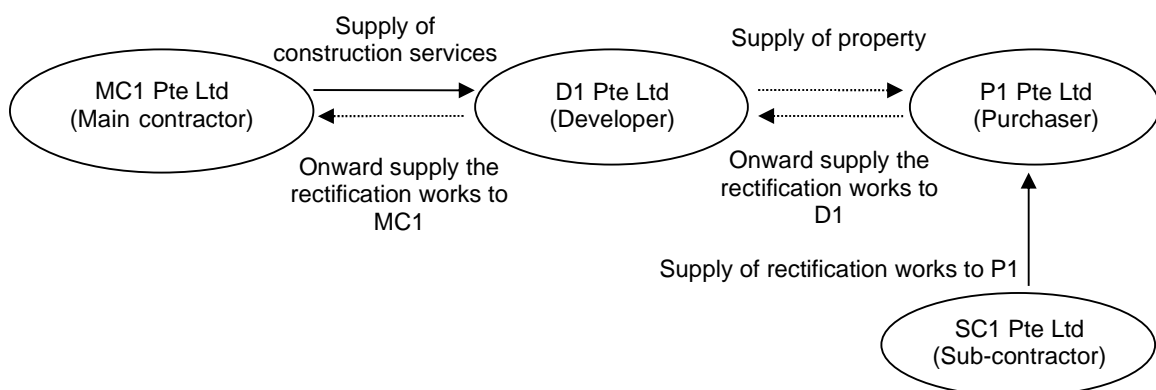 Supply of
construction services
Supply of property
MC1 Pte Ltd
(Main contractor)
D1 Pte Ltd
(Developer)
P1 Pte Ltd
(Purchaser)
Onward supply the
rectification works to
MC1
Onward supply the
rectification works to
D1
Supply of rectification works to P1
SC1 Pte Ltd
(Sub-contractor)